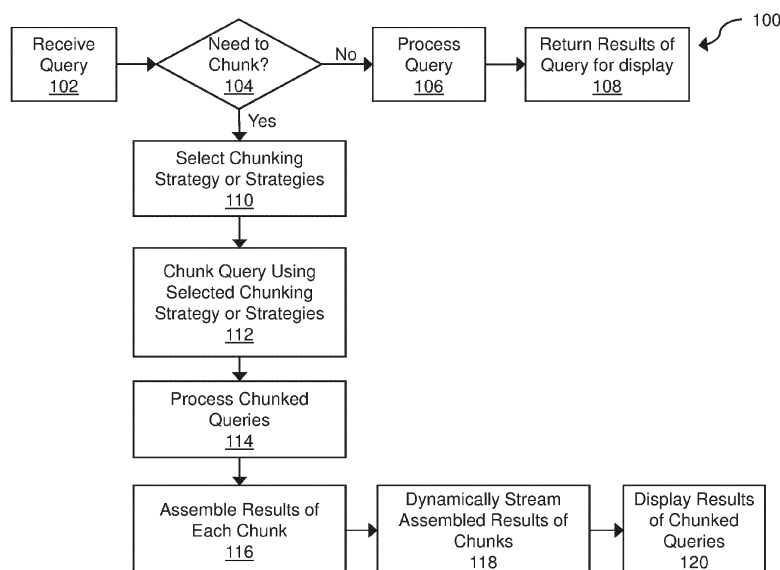 100
Receive
Query
102
Need to
Chunk?
104
No
Process
Query
106
Return Results of
Query for display
108
Yes
Select Chunking
Strategy or Strategies
110
Chunk Query Using
Selected Chunking
Strategy or Strategies
112
Process Chunked
Queries
114
Assemble Results of
Each Chunk
116
Dynamically Stream
Assembled Results of
Chunks
118
Display Results
of Chunked
Queries
120